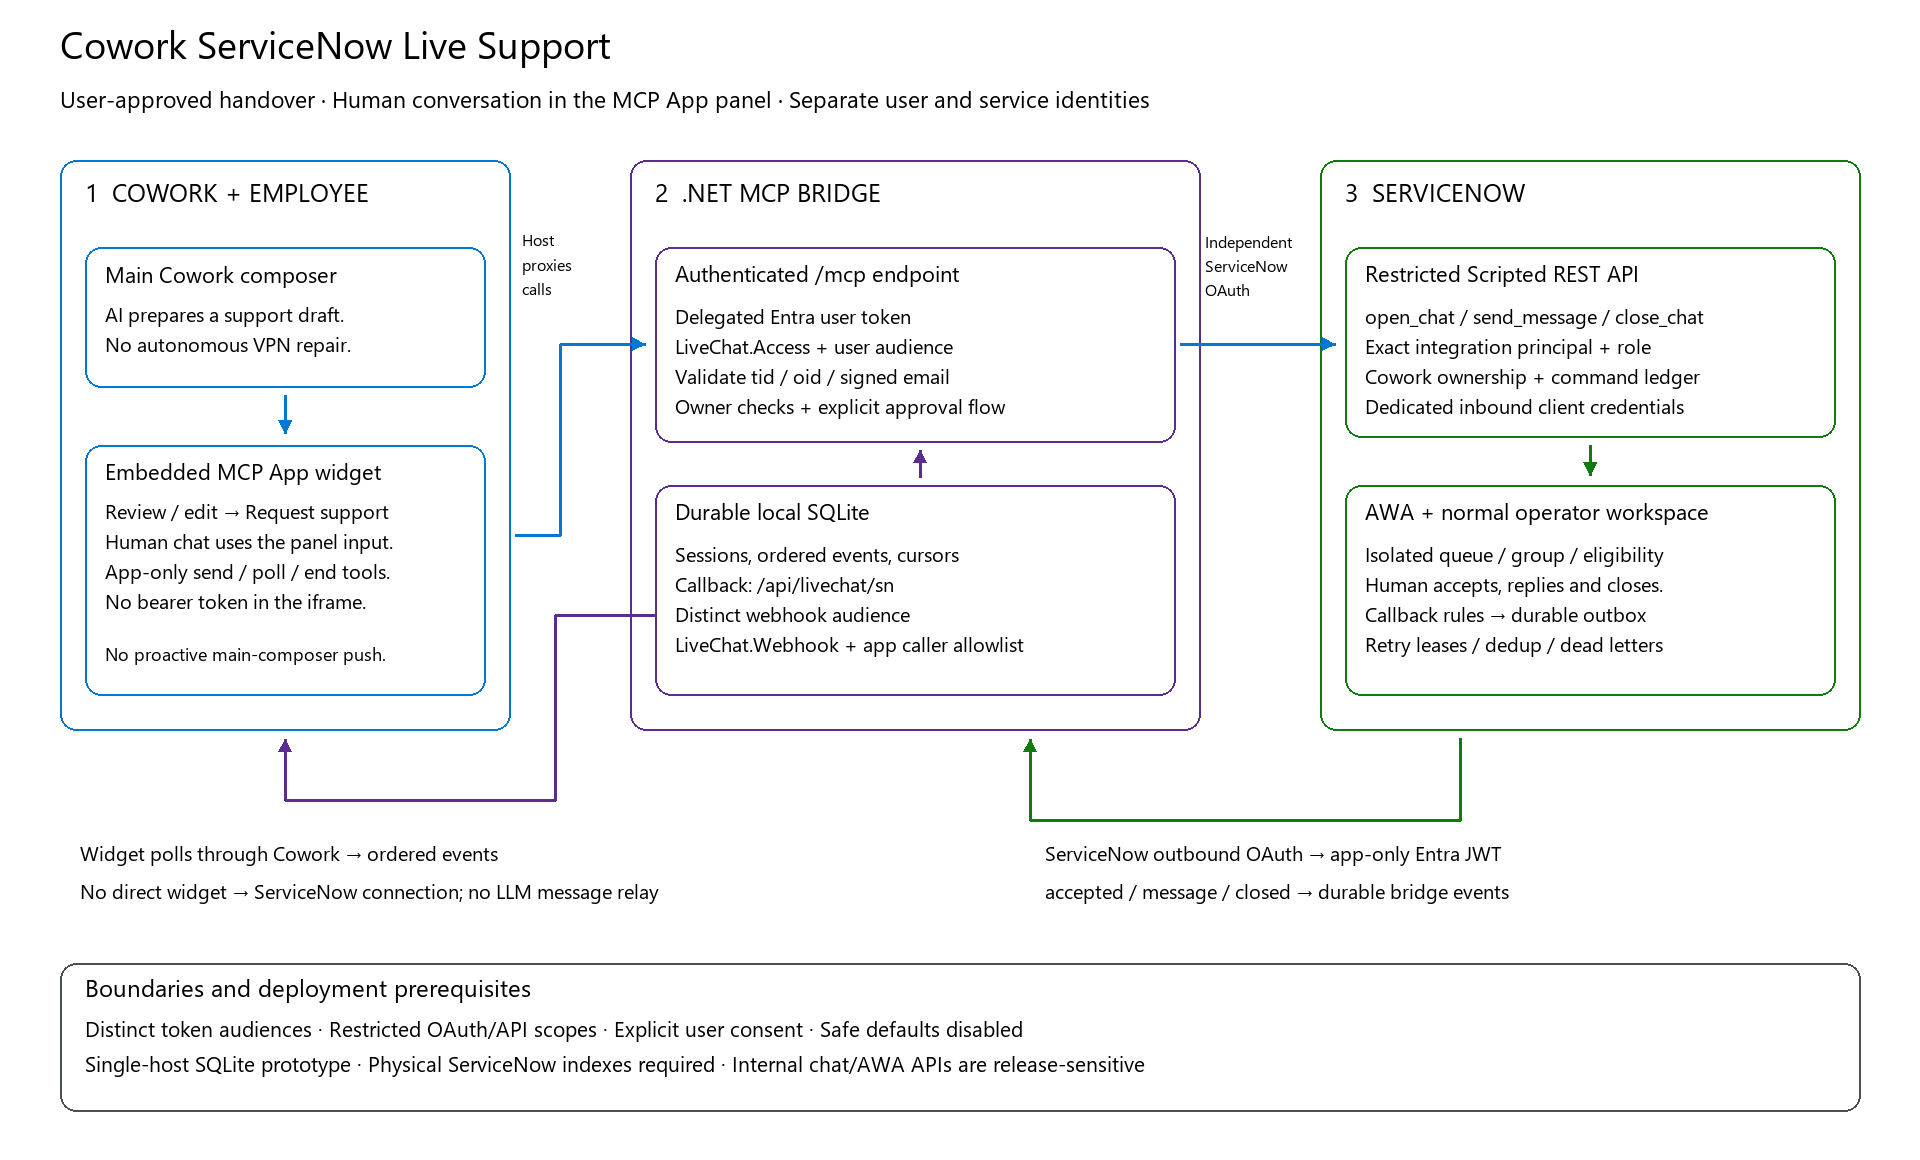 Cowork ServiceNow Live Support
User-approved handover · Human conversation in the MCP App panel · Separate user and service identities
1 COWORK + EMPLOYEE
Main Cowork composer
AI prepares a support draft.
No autonomous VPN repair.
Embedded MCP App widget
Review / edit → Request support
Human chat uses the panel input.
App-only send / poll / end tools.
No bearer token in the iframe.
No proactive main-composer push.
Host
proxies
calls
2 .NET MCP BRIDGE
Authenticated /mcp endpoint
Delegated Entra user token
LiveChat.Access + user audience
Validate tid / oid / signed email
Owner checks + explicit approval flow
Durable local SQLite
Sessions, ordered events, cursors
Callback: /api/livechat/sn
Distinct webhook audience
LiveChat.Webhook + app caller allowlist
Independent
ServiceNow
OAuth
3 SERVICENOW
Restricted Scripted REST API
open_chat / send_message / close_chat
Exact integration principal + role
Cowork ownership + command ledger
Dedicated inbound client credentials
AWA + normal operator workspace
Isolated queue / group / eligibility
Human accepts, replies and closes.
Callback rules → durable outbox
Retry leases / dedup / dead letters
Widget polls through Cowork → ordered events
No direct widget → ServiceNow connection; no LLM message relay
ServiceNow outbound OAuth → app-only Entra JWT
accepted / message / closed → durable bridge events
Boundaries and deployment prerequisites
Distinct token audiences · Restricted OAuth/API scopes · Explicit user consent · Safe defaults disabled
Single-host SQLite prototype · Physical ServiceNow indexes required · Internal chat/AWA APIs are release-sensitive